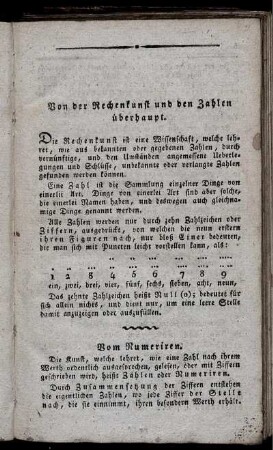 Von der Rechenkunst und den Zahlen
überhaupt.
Die Rechenkunst ist eine Wissenschaft, welche leh-
ret, wie aus bekannten oder gegebenen Zahlen, durch
vernünftige, und den Umständen angemessene Ueberle-
gungen und Schlüsse, unbekannte oder verlangte Zahlen
gefunden werden können.
Eine Zahl ist die Sammlung einzelner Dinge von
einerlei Art. Dinge von einerlei Art sind aber solche,
die einerlei Namen haben, und deswegen auch gleichna-
mige Dinge genannt werden.
Alle Zahlen werden nur durch zehn Zahlzeichen oder
Ziffern, ausgedrückt, von welchen die neun erstern
ihren Figuren nach, nur bloß Einer bedeuten,
die man sich mit Puncten leicht vorstellen kann, als:
1 2 3 4 5 6 7 8 9
ein, zwei, drei, vier, fünf, sechs, sieben, acht, neun,
Das zehnte Zahlzeichen heißt Null (0); bedeutet für
sich allein nichts, und dient nur, um eine leere Stelle
damit anzuzeigen oder auszufüllen.
Vom Numeriren.
Die Kunst, welche lehret, wie eine Zahl nach ihrem
Werth ordentlich ausgesprochen, gelesen, oder mit Ziffern
geschrieben wird, heißt Zählen oder Numeriren.
Durch Zusammensetzung der Ziffern entstehen
die eigentlichen Zahlen, wo jede Ziffer der Stelle
nach, die sie einnimmt, ihren besondern Werth erhält.